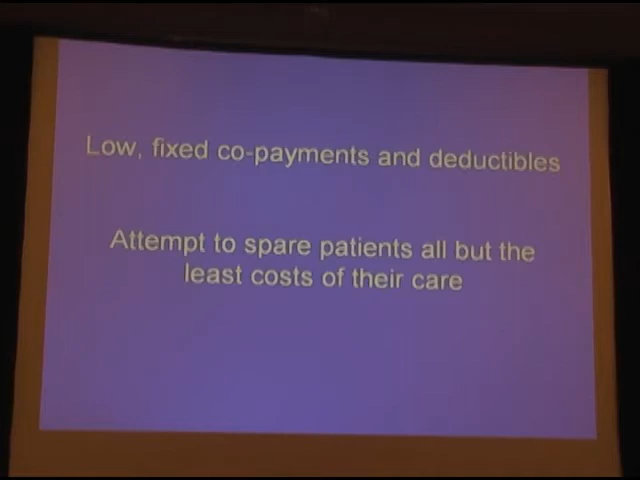 Low, fixed co-payments and deductibles
Attempt to spare patients all but the
least costs of their care